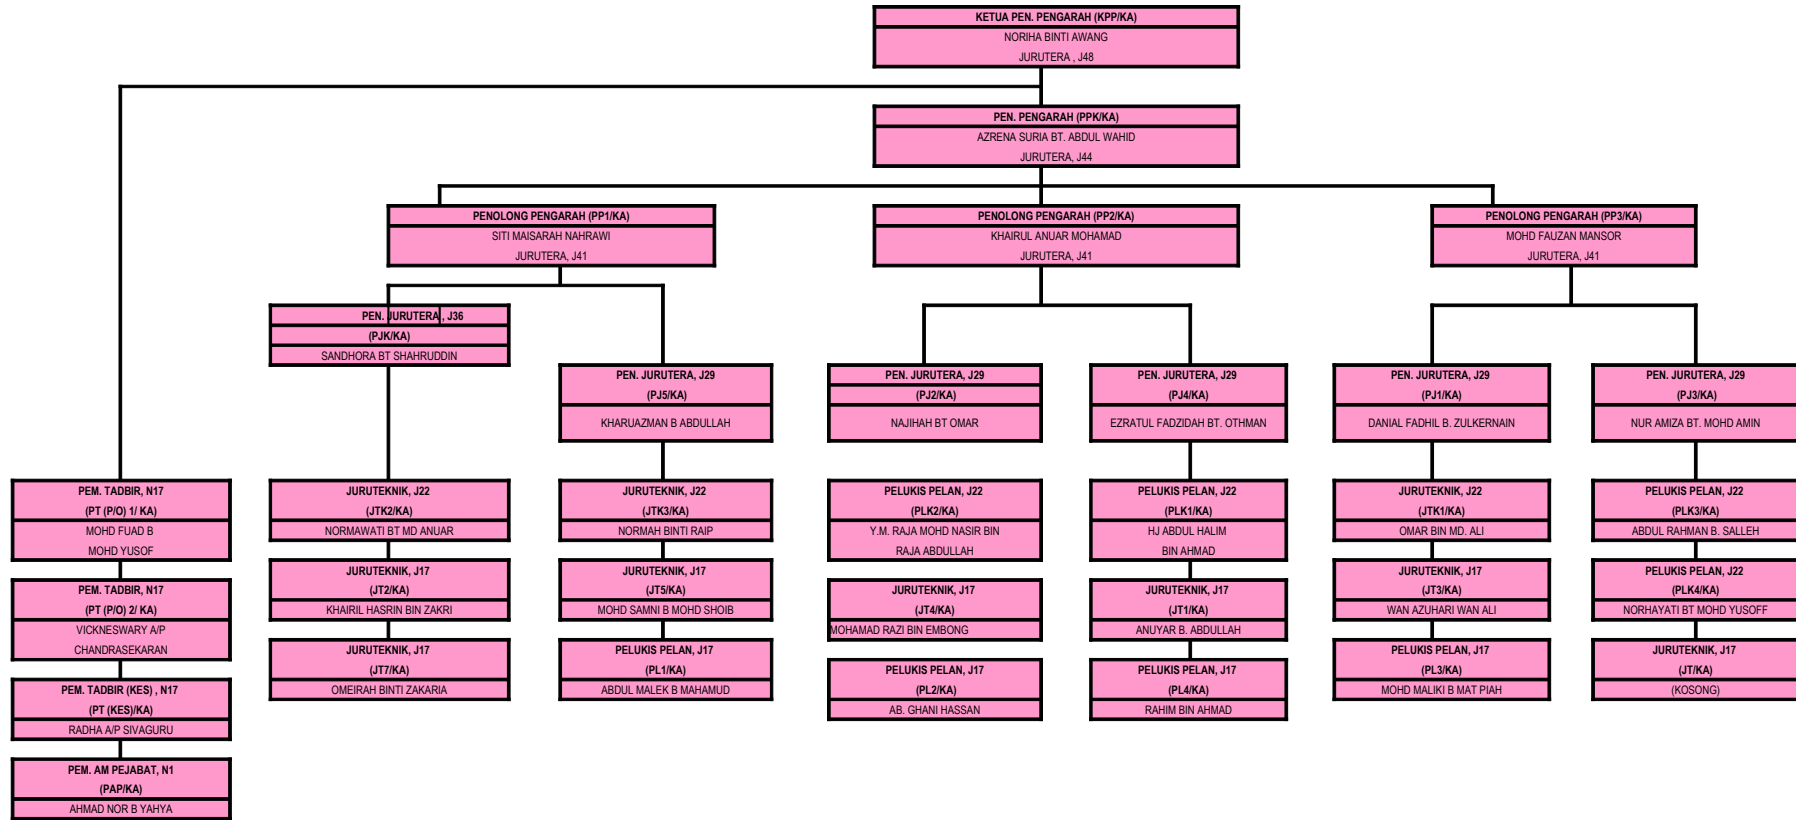 KETUA PEN. PENGARAH (KPP/KA)
NORIHA BINTI AWANG
JURUTERA , J48
PEN. PENGARAH (PPK/KA)
AZRENA SURIA BT. ABDUL WAHID
JURUTERA, J44
PENOLONG PENGARAH (PP1/KA)
SITI MAISARAH NAHRAWI
JURUTERA, J41
PENOLONG PENGARAH (PP2/KA)
KHAIRUL ANUAR MOHAMAD
JURUTERA, J41
PENOLONG PENGARAH (PP3/KA)
MOHD FAUZAN MANSOR
JURUTERA, J41
PEN. JURUTERA , J36
(PJK/KA)
SANDHORA BT SHAHRUDDIN
PEN. JURUTERA, J29
(PJ5/KA)
KHARUAZMAN B ABDULLAH
PEN. JURUTERA, J29
(PJ2/KA)
NAJIHAH BT OMAR
PEN. JURUTERA, J29
(PJ4/KA)
EZRATUL FADZIDAH BT. OTHMAN
PEN. JURUTERA, J29
(PJ1/KA)
DANIAL FADHIL B. ZULKERNAIN
PEN. JURUTERA, J29
(PJ3/KA)
NUR AMIZA BT. MOHD AMIN
PEM. TADBIR, N17
(PT (P/O) 1/ KA)
MOHD FUAD B
MOHD YUSOF
JURUTEKNIK, J22
(JTK2/KA)
NORMAWATI BT MD ANUAR
JURUTEKNIK, J22
(JTK3/KA)
NORMAH BINTI RAIP
PELUKIS PELAN, J22
(PLK2/KA)
Y.M. RAJA MOHD NASIR BIN
RAJA ABDULLAH
PELUKIS PELAN, J22
(PLK1/KA)
HJ ABDUL HALIM
BIN AHMAD
JURUTEKNIK, J22
(JTK1/KA)
OMAR BIN MD. ALI
PELUKIS PELAN, J22
(PLK3/KA)
ABDUL RAHMAN B. SALLEH
PEM. TADBIR, N17
(PT (P/O) 2/ KA)
VICKNESWARY A/P
CHANDRASEKARAN
JURUTEKNIK, J17
(JT2/KA)
KHAIRIL HASRIN BIN ZAKRI
JURUTEKNIK, J17
(JT5/KA)
MOHD SAMNI B MOHD SHOIB
JURUTEKNIK, J17
(JT4/KA)
MOHAMAD RAZI BIN EMBONG
JURUTEKNIK, J17
(JT1/KA)
ANUYAR B. ABDULLAH
JURUTEKNIK, J17
(JT3/KA)
WAN AZUHARI WAN ALI
PELUKIS PELAN, J22
(PLK4/KA)
NORHAYATI BT MOHD YUSOFF
PEM. TADBIR (KES) , N17
(PT (KES)/KA)
RADHA A/P SIVAGURU
JURUTEKNIK, J17
(JT7/KA)
OMEIRAH BINTI ZAKARIA
PELUKIS PELAN, J17
(PL1/KA)
ABDUL MALEK B MAHAMUD
PELUKIS PELAN, J17
(PL2/KA)
AB. GHANI HASSAN
PELUKIS PELAN, J17
(PL4/KA)
RAHIM BIN AHMAD
PELUKIS PELAN, J17
(PL3/KA)
MOHD MALIKI B MAT PIAH
JURUTEKNIK, J17
(JT/KA)
(KOSONG)
PEM. AM PEJABAT, N1
(PAP/KA)
AHMAD NOR B YAHYA